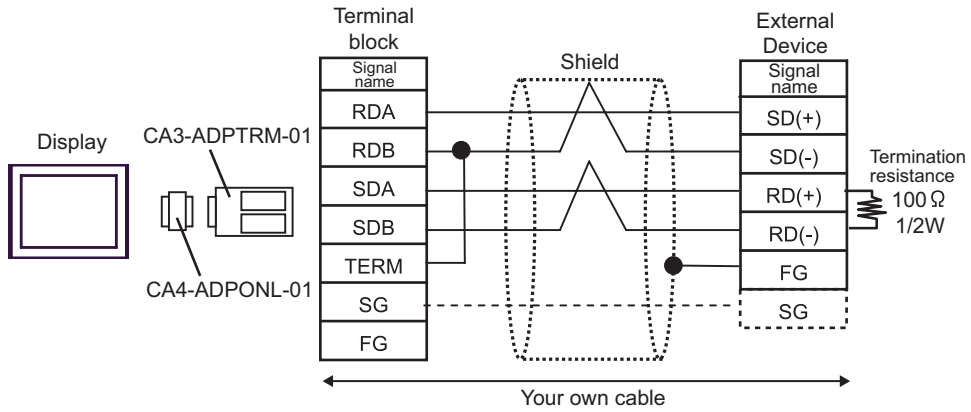 Display
CA3-ADPTRM-01
CA4-ADPONL-01
Terminal
block
Signal
name
RDA
RDB
SDA
SDB
TERM
SG
FG
Shield
External
Device
Signal
name
SD(+)
SD(-)
RD(+)
RD(-)
FG
SG
Termination
resistance
100 Ω
1/2W
Your own cable